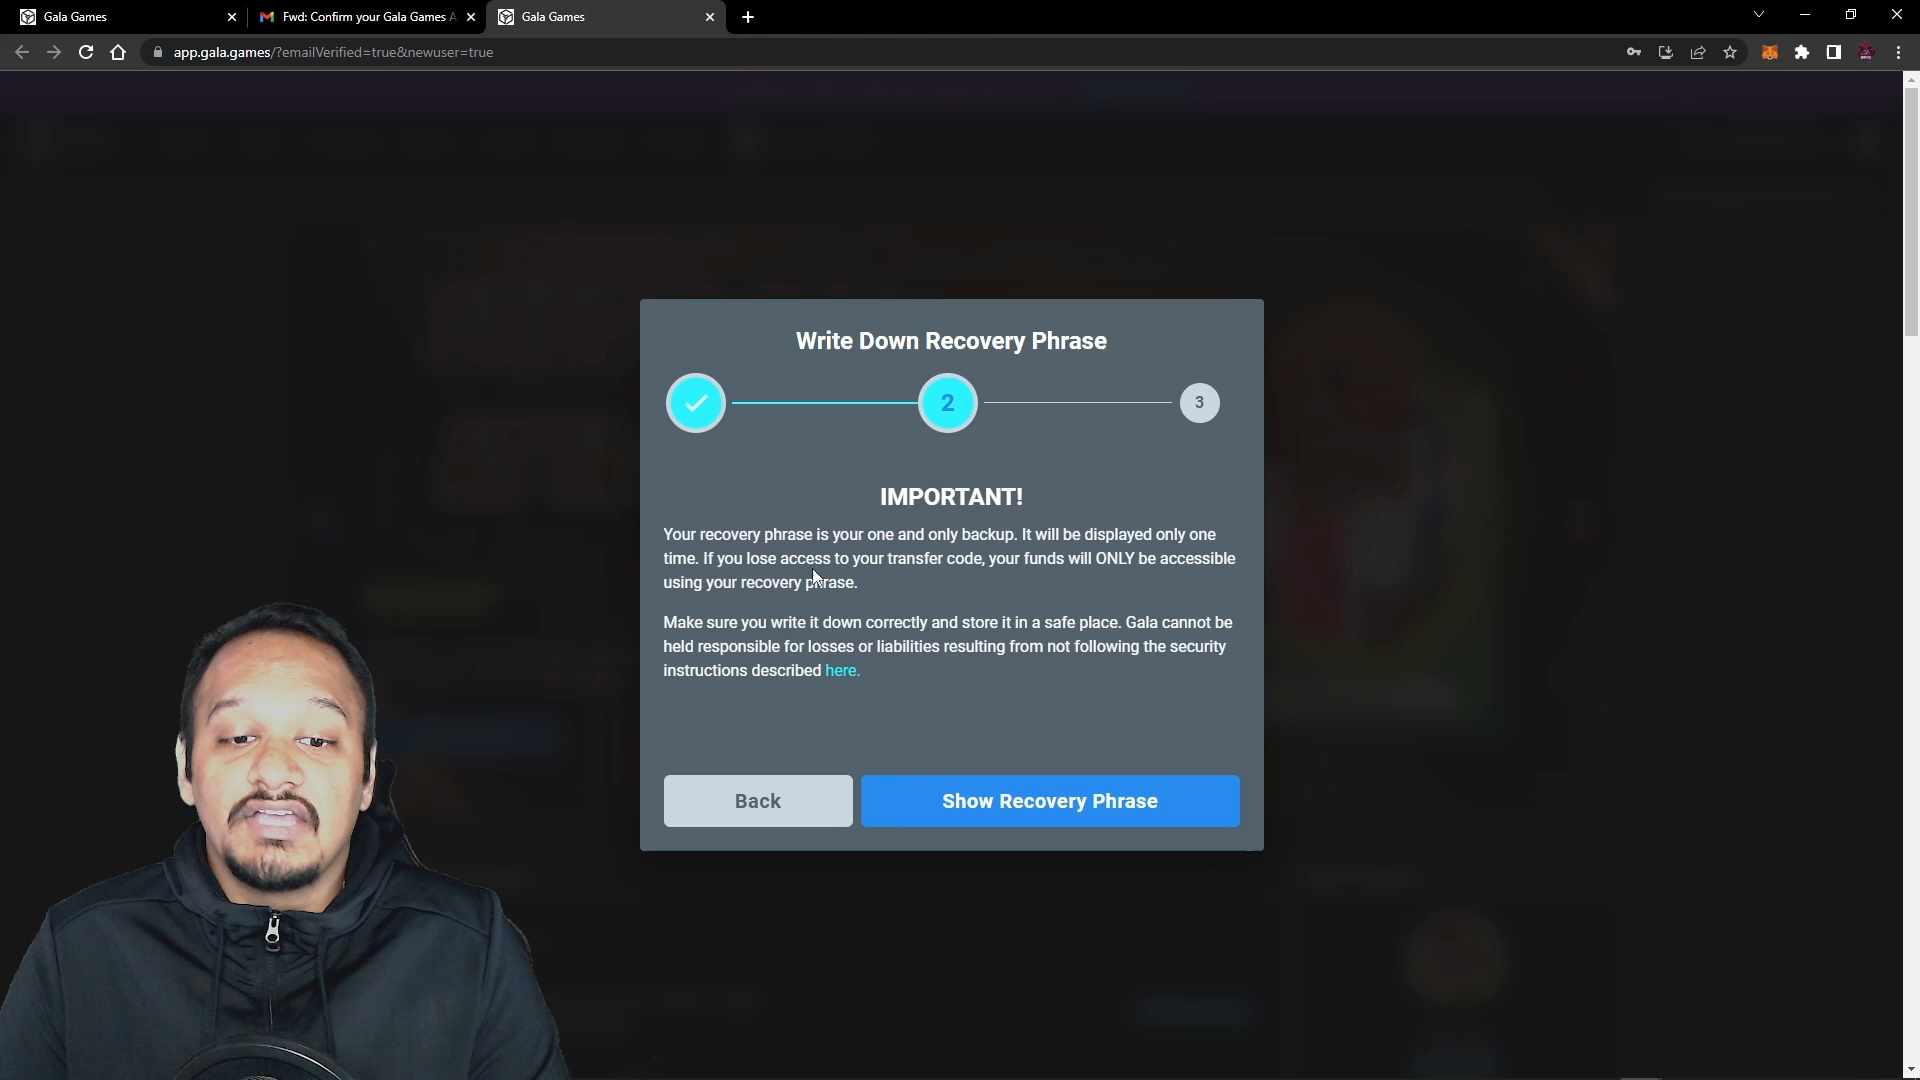 Gala Games
Fwd: Confirm your Gala Games A
Gala Games
app.gala.games/?emailVerified=true&newuser=true
Write Down Recovery Phrase
2
3
IMPORTANT!
Your recovery phrase is your one and only backup. It will be displayed only one
time. If you lose access to your transfer code, your funds will ONLY be accessible
using your recovery phrase.
Make sure you write it down correctly and store it in a safe place. Gala cannot be
held responsible for losses or liabilities resulting from not following the security
instructions described here.
Back
Show Recovery Phrase